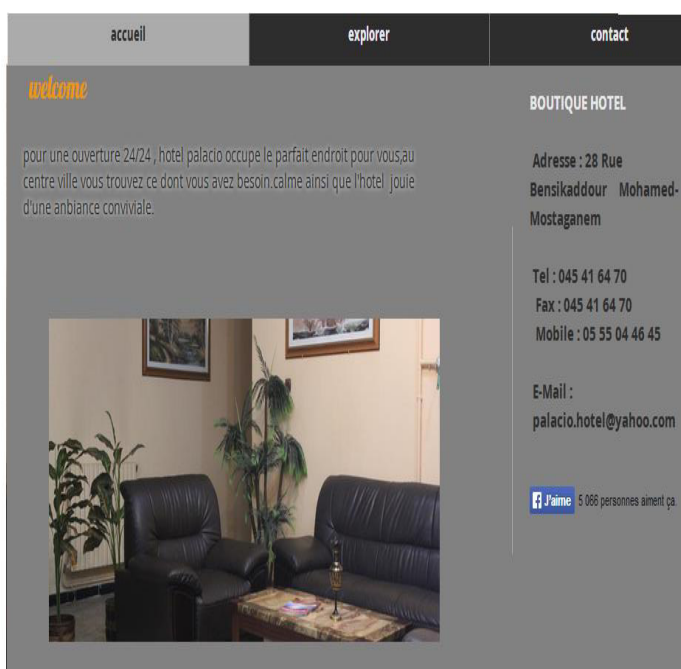 accueil explorer contact
welcome
pour une ouverture 24/24 , hotel palacio occupe le parfait endroit pour vous,au
centre ville vous trouvez ce dont vous avez besoin.calme ainsi que l'hotel jouie
d'une anbiance conviviale.
BOUTIQUE HOTEL
Adresse : 28 Rue
Bensikaddour Mohamed-
Mostaganem
Tel : 045 41 64 70
Fax : 045 41 64 70
Mobile : 05 55 04 46 45
E-Mail :
palacio.hotel@yahoo.com
J'aime 5 066 personnes aiment ça.